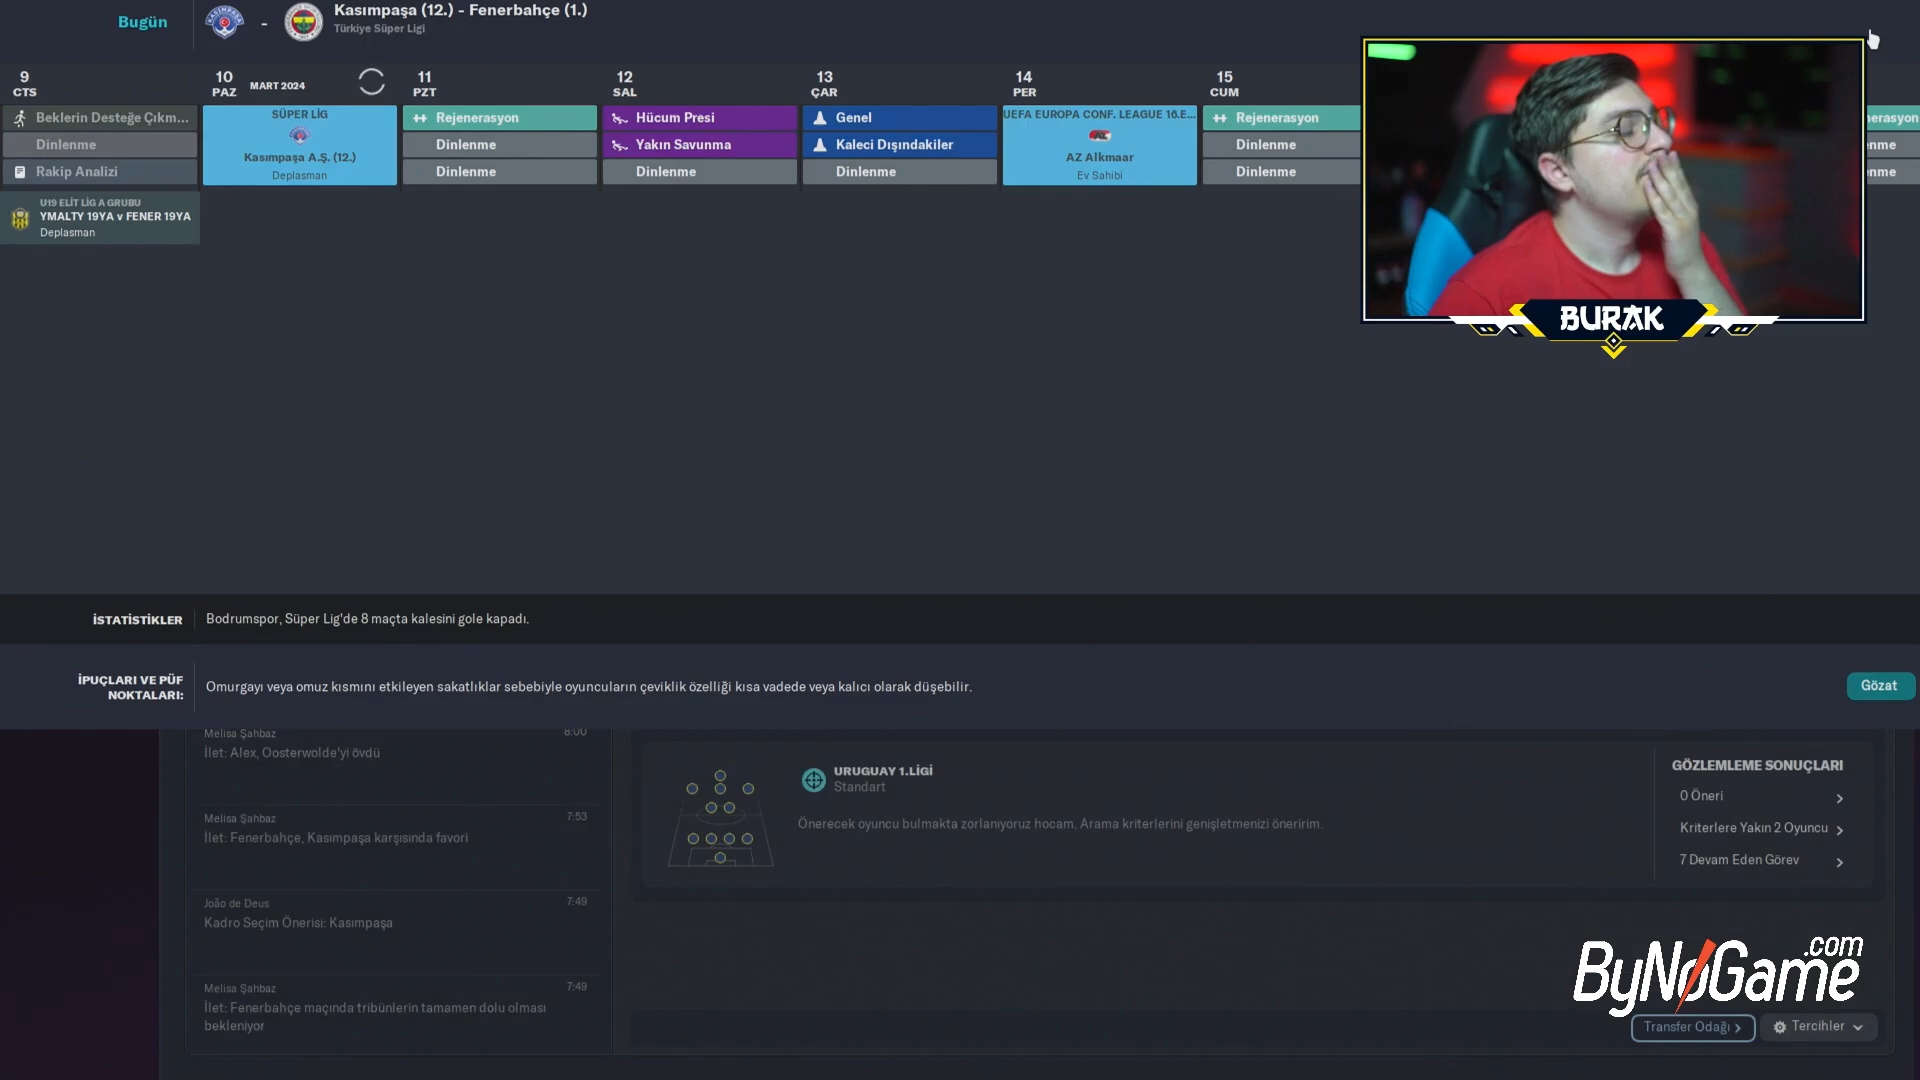 Bugün
-
Kasımpaşa (12.) - Fenerbahçe (1.)
Türkiye Süper Ligi
9
CTS
10
PAZ
MART 2024
11
PZT
12
SAL
13
ÇAR
14
PER
15
CUM
Beklerin Desteğe Çıkm...
Dinlenme
Rakip Analizi
SÜPER LİG
Kasımpaşa A.Ş. (12.)
Deplasman
Rejenerasyon
Dinlenme
Dinlenme
Hücum Presi
Yakın Savunma
Dinlenme
Genel
Kaleci Dışındakiler
Dinlenme
UEFA EUROPA CONF. LEAGUE 16.E...
AZ Alkmaar
Ev Sahibi
Rejenerasyon
Dinlenme
Dinlenme
nerasyon
nme
enme
U19 ELİT LİG A GRUBU
YMALTY 19YA v FENER 19YA
Deplasman
BURAK
İSTATİSTİKLER
Bodrumspor, Süper Lig'de 8 maçta kalesini gole kapadı.
İPUÇLARI VE PÜF
NOKTALARI:
Omurgayı veya omuz kısmını etkileyen sakatlıklar sebebiyle oyuncuların çeviklik özelliği kısa vadede veya kalıcı olarak düşebilir.
Gözat
Melisa Şahbaz
8:00
İlet: Alex, Oosterwolde'yi övdü
Melisa Şahbaz
7:53
İlet: Fenerbahçe, Kasımpaşa karşısında favori
João de Deus
7:49
Kadro Seçim Önerisi: Kasımpaşa
Melisa Şahbaz
7:49
İlet: Fenerbahçe maçında tribünlerin tamamen dolu olması
bekleniyor
URUGUAY 1.LİGİ
Standart
Önerecek oyuncu bulmakta zorlanıyoruz hocam. Arama kriterlerini genişletmenizi öneririm.
GÖZLEMLEME SONUÇLARI
0 Öneri
Kriterlere Yakın 2 Oyuncu
7 Devam Eden Görev
ByNoGame.com
Transfer Odağı
Tercihler